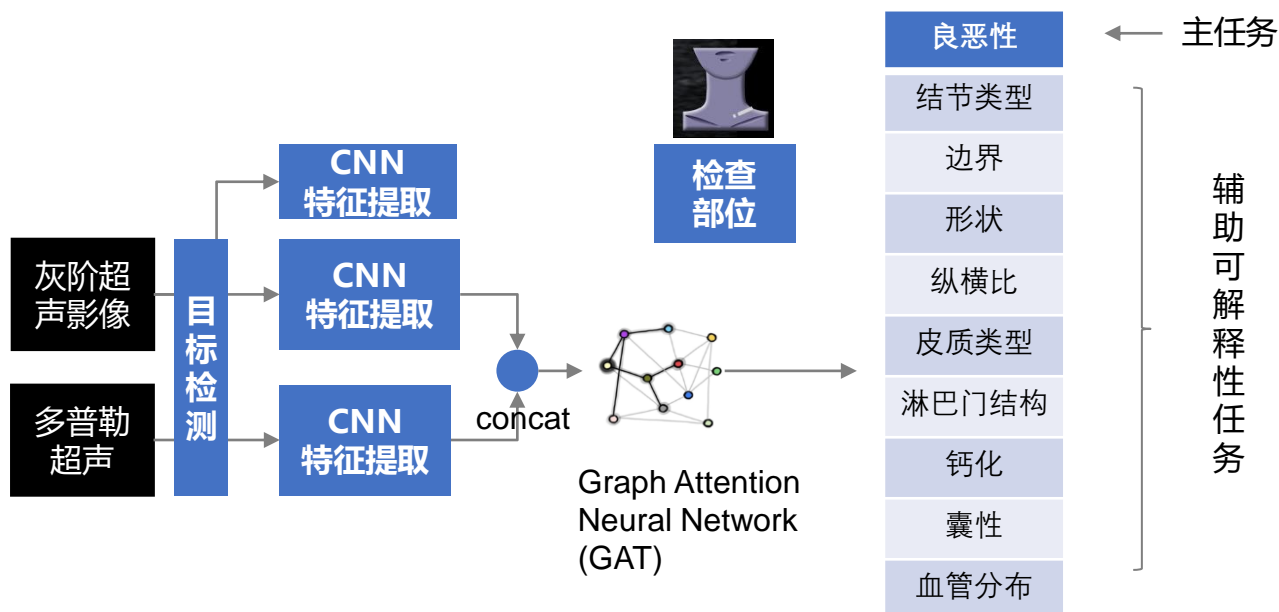 灰阶超
声影像
多普勒
超声
目
标
检
测
CNN
特征提取
CNN
特征提取
CNN
特征提取
concat
Graph Attention
Neural Network
(GAT)
检查
部位
良恶性
结节类型
边界
形状
纵横比
皮质类型
淋巴门结构
钙化
囊性
血管分布
主任务
辅
助
可
解
释
性
任
务